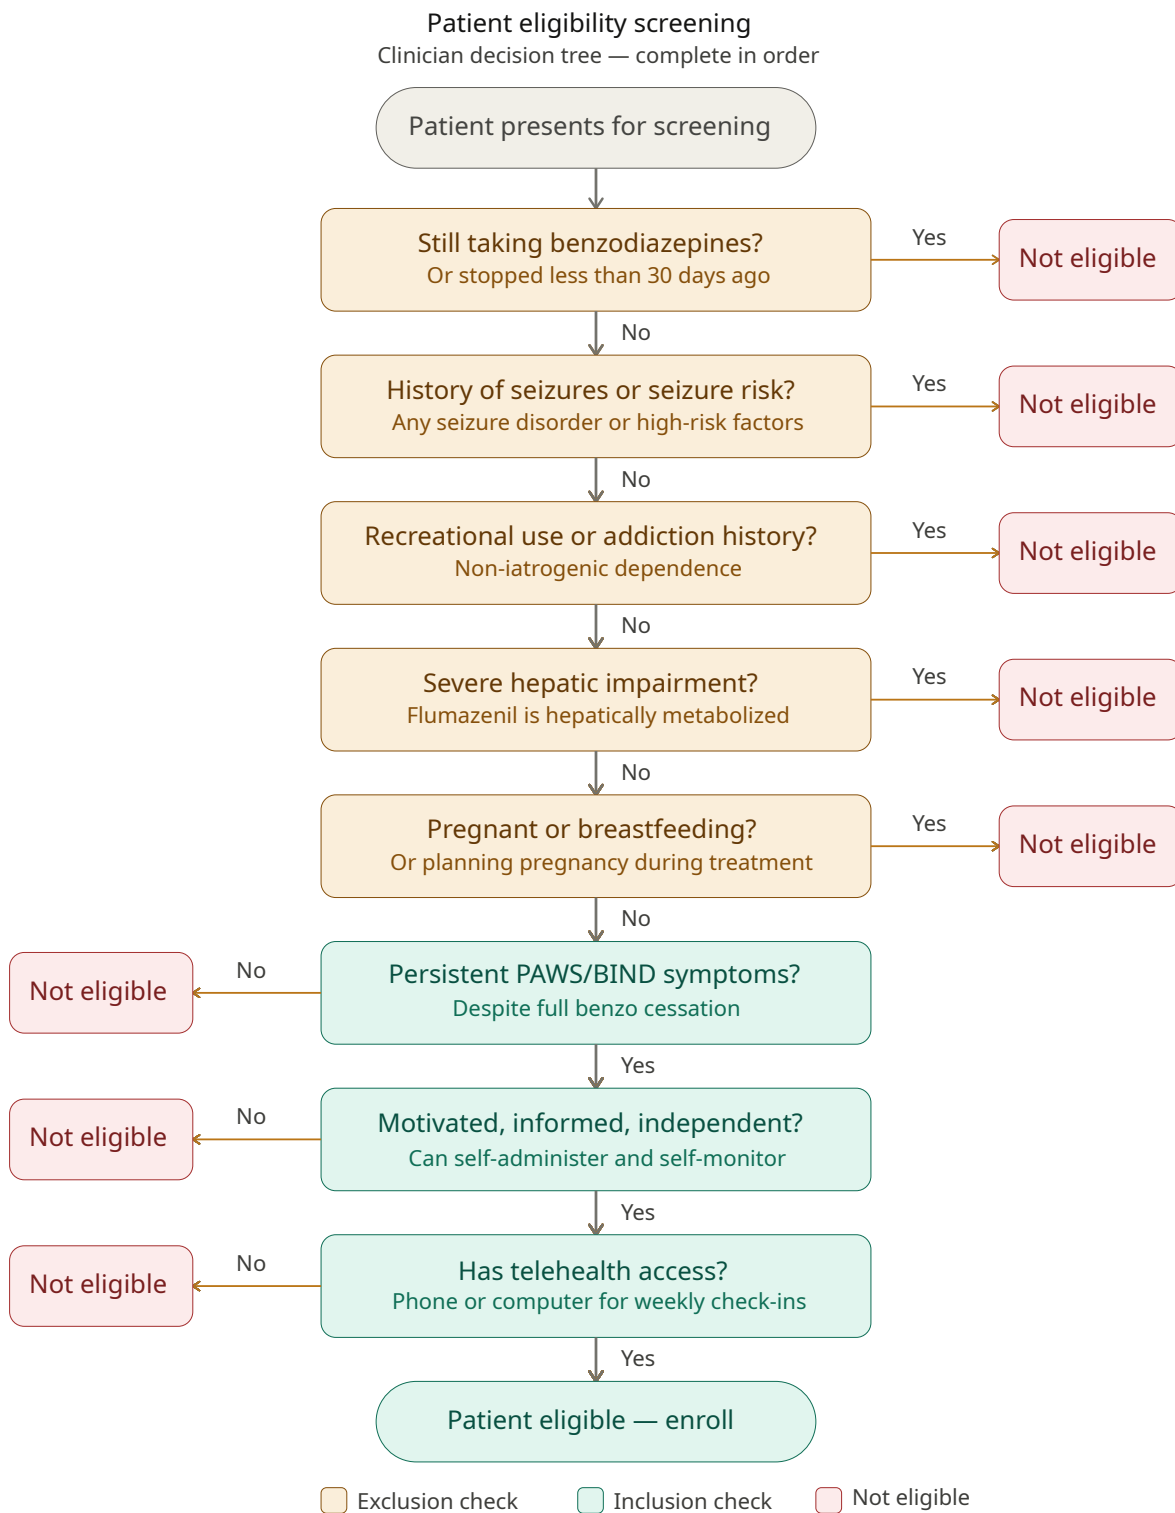 Patient eligibility screening
Clinician decision tree — complete in order
Patient presents for screening
Still taking benzodiazepines?
Or stopped less than 30 days ago
Yes
Not eligible
No
History of seizures or seizure risk?
Any seizure disorder or high-risk factors
Yes
Not eligible
No
Recreational use or addiction history?
Non-iatrogenic dependence
Yes
Not eligible
No
Severe hepatic impairment?
Flumazenil is hepatically metabolized
Yes
Not eligible
No
Pregnant or breastfeeding?
Or planning pregnancy during treatment
Yes
Not eligible
No
Persistent PAWS/BIND symptoms?
Despite full benzo cessation
No
Not eligible
Yes
Motivated, informed, independent?
Can self-administer and self-monitor
No
Not eligible
Yes
Has telehealth access?
Phone or computer for weekly check-ins
No
Not eligible
Yes
Patient eligible — enroll
Exclusion check
Inclusion check
Not eligible